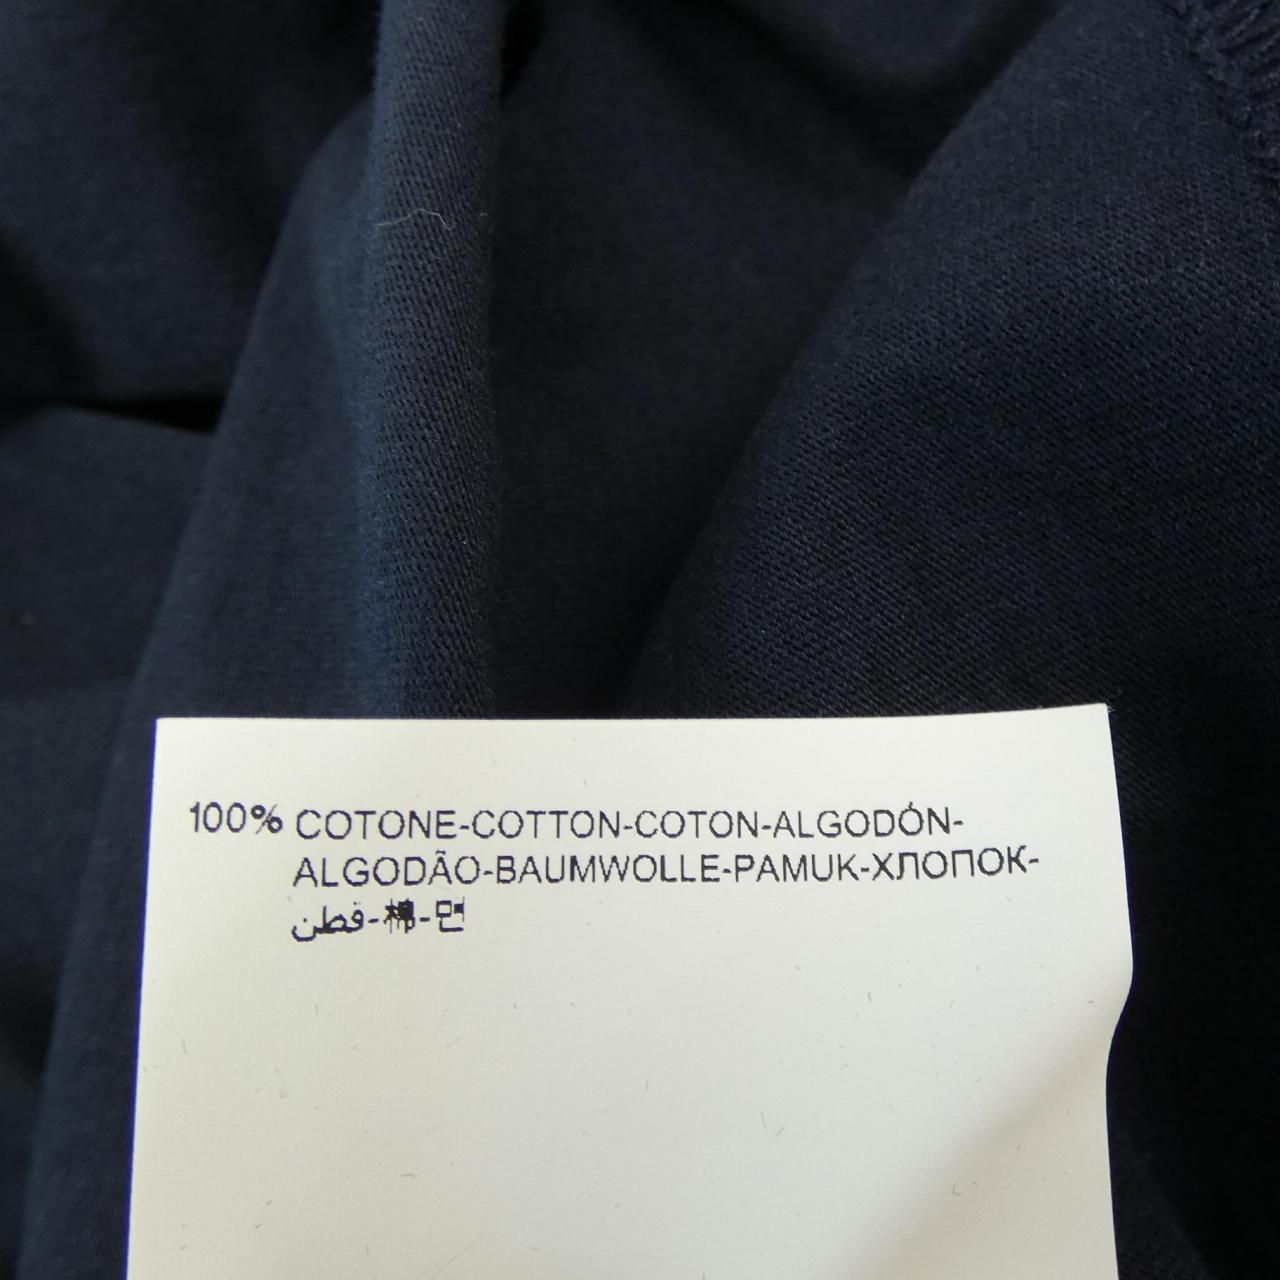 100% COTONE-COTTON-COTON-ALGODÓN-
ALGODÃO-BAUMWOLLE-PAMUK-ХЛОПОК-
قطن-棉-면